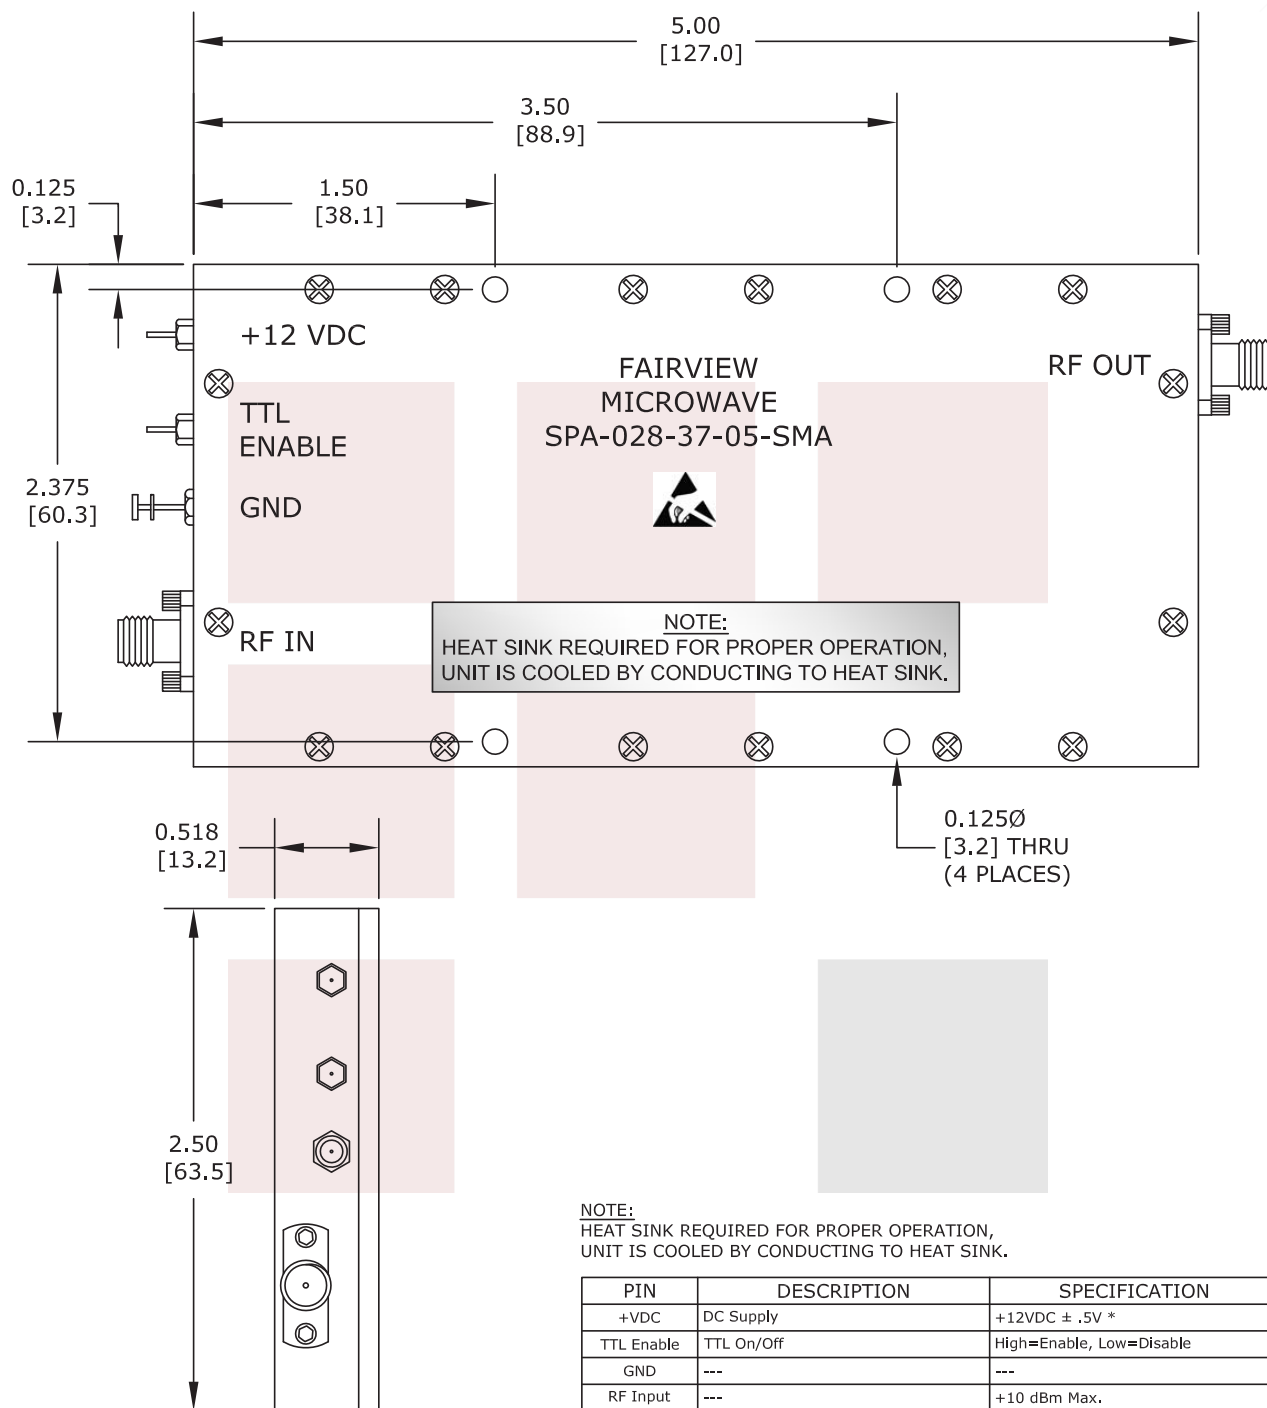 5.00
[127.0]
3.50
[88.9]
0.125
[3.2]
1.50
[38.1]
+12 VDC
TTL
ENABLE
GND
RF IN
2.375
[60.3]
FAIRVIEW
MICROWAVE
SPA-028-37-05-SMA
RF OUT
NOTE:
HEAT SINK REQUIRED FOR PROPER OPERATION,
UNIT IS COOLED BY CONDUCTING TO HEAT SINK.
0.518
[13.2]
0.125Ø
[3.2] THRU
(4 PLACES)
2.50
[63.5]
NOTE:
HEAT SINK REQUIRED FOR PROPER OPERATION,
UNIT IS COOLED BY CONDUCTING TO HEAT SINK.
PIN DESCRIPTION SPECIFICATION
+VDC DC Supply +12VDC ± .5V *
TTL Enable TTL On/Off High=Enable, Low=Disable
GND --- ---
RF Input --- +10 dBm Max.